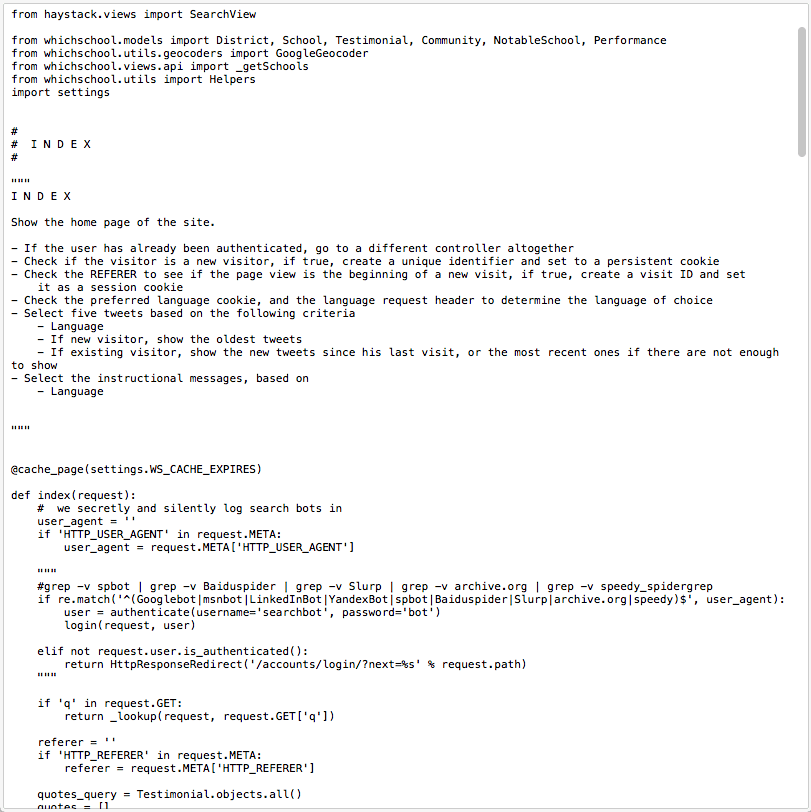 from haystack.views import SearchView

from whichschool.models import District, School, Testimonial, Community, NotableSchool, Performance
from whichschool.utils.geocoders import GoogleGeocoder
from whichschool.views.api import _getSchools
from whichschool.utils import Helpers
import settings


#
#  I N D E X
#

"""
I N D E X

Show the home page of the site.

– If the user has already been authenticated, go to a different controller altogether
– Check if the visitor is a new visitor, if true, create a unique identifier and set to a persistent cookie
– Check the REFERER to see if the page view is the beginning of a new visit, if true, create a visit ID and set
    it as a session cookie
– Check the preferred language cookie, and the language request header to determine the language of choice
– Select five tweets based on the following criteria
    – Language
    – If new visitor, show the oldest tweets
    – If existing visitor, show the new tweets since his last visit, or the most recent ones if there are not enough
to show
– Select the instructional messages, based on
    – Language


"""


@cache_page(settings.WS_CACHE_EXPIRES)

def index(request):
    #  we secretly and silently log search bots in
    user_agent = ''
    if 'HTTP_USER_AGENT' in request.META:
        user_agent = request.META['HTTP_USER_AGENT']

    """
    #grep –v spbot | grep –v Baiduspider | grep –v Slurp | grep –v archive.org | grep –v speedy_spidergrep
    if re.match('^(Googlebot|msnbot|LinkedInBot|YandexBot|spbot|Baiduspider|Slurp|archive.org|speedy)$', user_agent):
        user = authenticate(username='searchbot', password='bot')
        login(request, user)

    elif not request.user.is_authenticated():
        return HttpResponseRedirect('/accounts/login/?next=%s' % request.path)
    """

    if 'q' in request.GET:
        return _lookup(request, request.GET['q'])

    referer = ''
    if 'HTTP_REFERER' in request.META:
        referer = request.META['HTTP_REFERER']

    quotes_query = Testimonial.objects.all()
    quotes = []